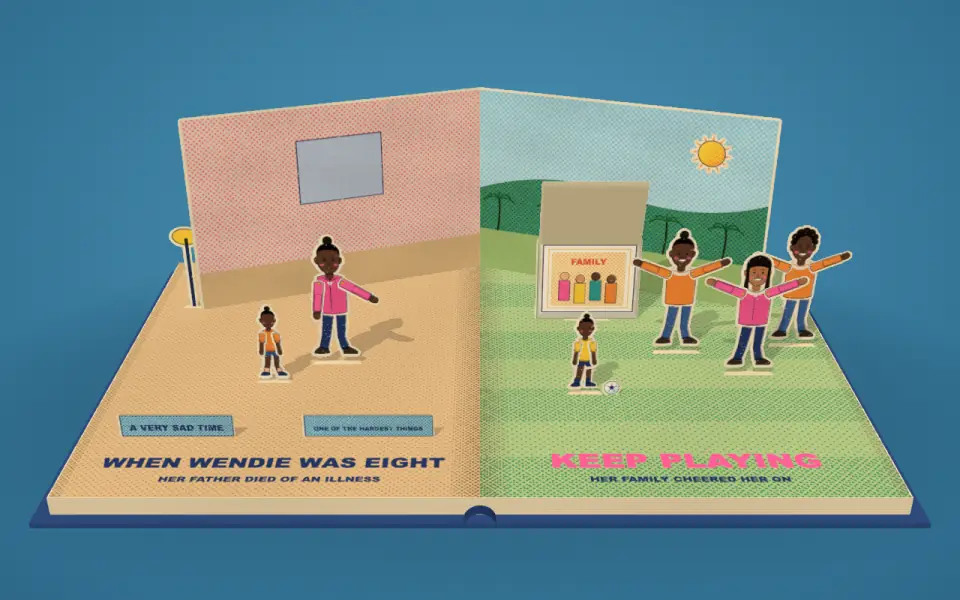 A VERY SAD TIME
ONE OF THE HARDEST THINGS
WHEN WENDIE WAS EIGHT
HER FATHER DIED OF AN ILLNESS
FAMILY
KEEP PLAYING
HER FAMILY CHEERED HER ON